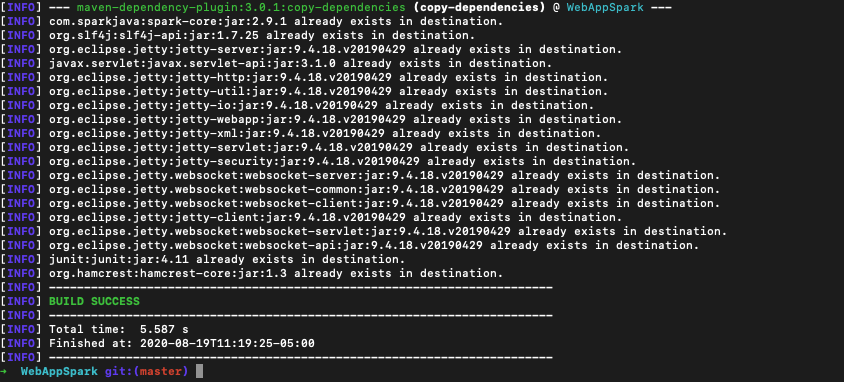 [INFO] --- maven-dependency-plugin:3.0.1:copy-dependencies (copy-dependencies) @ WebAppSpark ---
[INFO] com.sparkjava:spark-core:jar:2.9.1 already exists in destination.
[INFO] org.slf4j:slf4j-api:jar:1.7.25 already exists in destination.
[INFO] org.eclipse.jetty:jetty-server:jar:9.4.18.v20190429 already exists in destination.
[INFO] javax.servlet:javax.servlet-api:jar:3.1.0 already exists in destination.
[INFO] org.eclipse.jetty:jetty-http:jar:9.4.18.v20190429 already exists in destination.
[INFO] org.eclipse.jetty:jetty-util:jar:9.4.18.v20190429 already exists in destination.
[INFO] org.eclipse.jetty:jetty-io:jar:9.4.18.v20190429 already exists in destination.
[INFO] org.eclipse.jetty:jetty-webapp:jar:9.4.18.v20190429 already exists in destination.
[INFO] org.eclipse.jetty:jetty-xml:jar:9.4.18.v20190429 already exists in destination.
[INFO] org.eclipse.jetty:jetty-servlet:jar:9.4.18.v20190429 already exists in destination.
[INFO] org.eclipse.jetty:jetty-security:jar:9.4.18.v20190429 already exists in destination.
[INFO] org.eclipse.jetty.websocket:websocket-server:jar:9.4.18.v20190429 already exists in destination.
[INFO] org.eclipse.jetty.websocket:websocket-common:jar:9.4.18.v20190429 already exists in destination.
[INFO] org.eclipse.jetty.websocket:websocket-client:jar:9.4.18.v20190429 already exists in destination.
[INFO] org.eclipse.jetty:jetty-client:jar:9.4.18.v20190429 already exists in destination.
[INFO] org.eclipse.jetty.websocket:websocket-servlet:jar:9.4.18.v20190429 already exists in destination.
[INFO] org.eclipse.jetty.websocket:websocket-api:jar:9.4.18.v20190429 already exists in destination.
[INFO] junit:junit:jar:4.11 already exists in destination.
[INFO] org.hamcrest:hamcrest-core:jar:1.3 already exists in destination.
[INFO] ------------------------------------------------------------------------
[INFO] BUILD SUCCESS
[INFO] ------------------------------------------------------------------------
[INFO] Total time:  5.587 s
[INFO] Finished at: 2020-08-19T11:19:25-05:00
[INFO] ------------------------------------------------------------------------
➜  WebAppSpark git:(master)